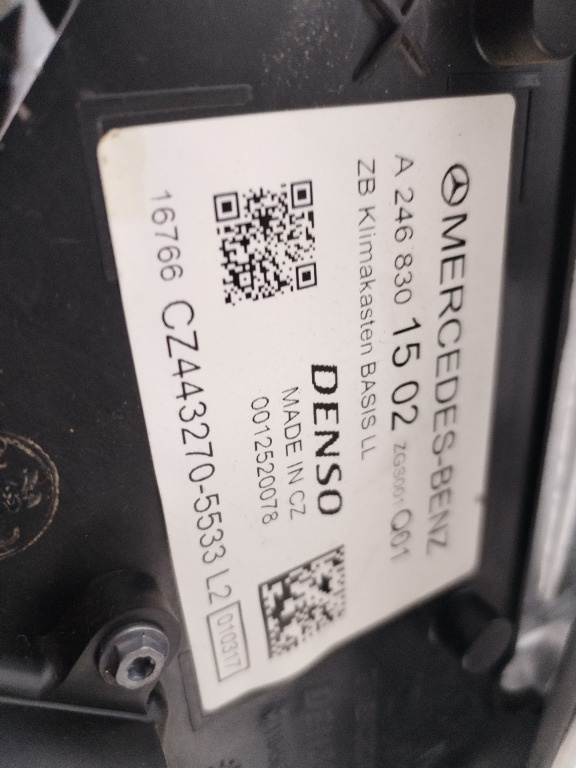 MERCEDES-BENZ
A 246 830 15 02 ZGS001 Q01
ZB Klimakasten BASIS LL
DENSO
MADE IN CZ
0012520078
16766 CZ443270-5533 L2 010317